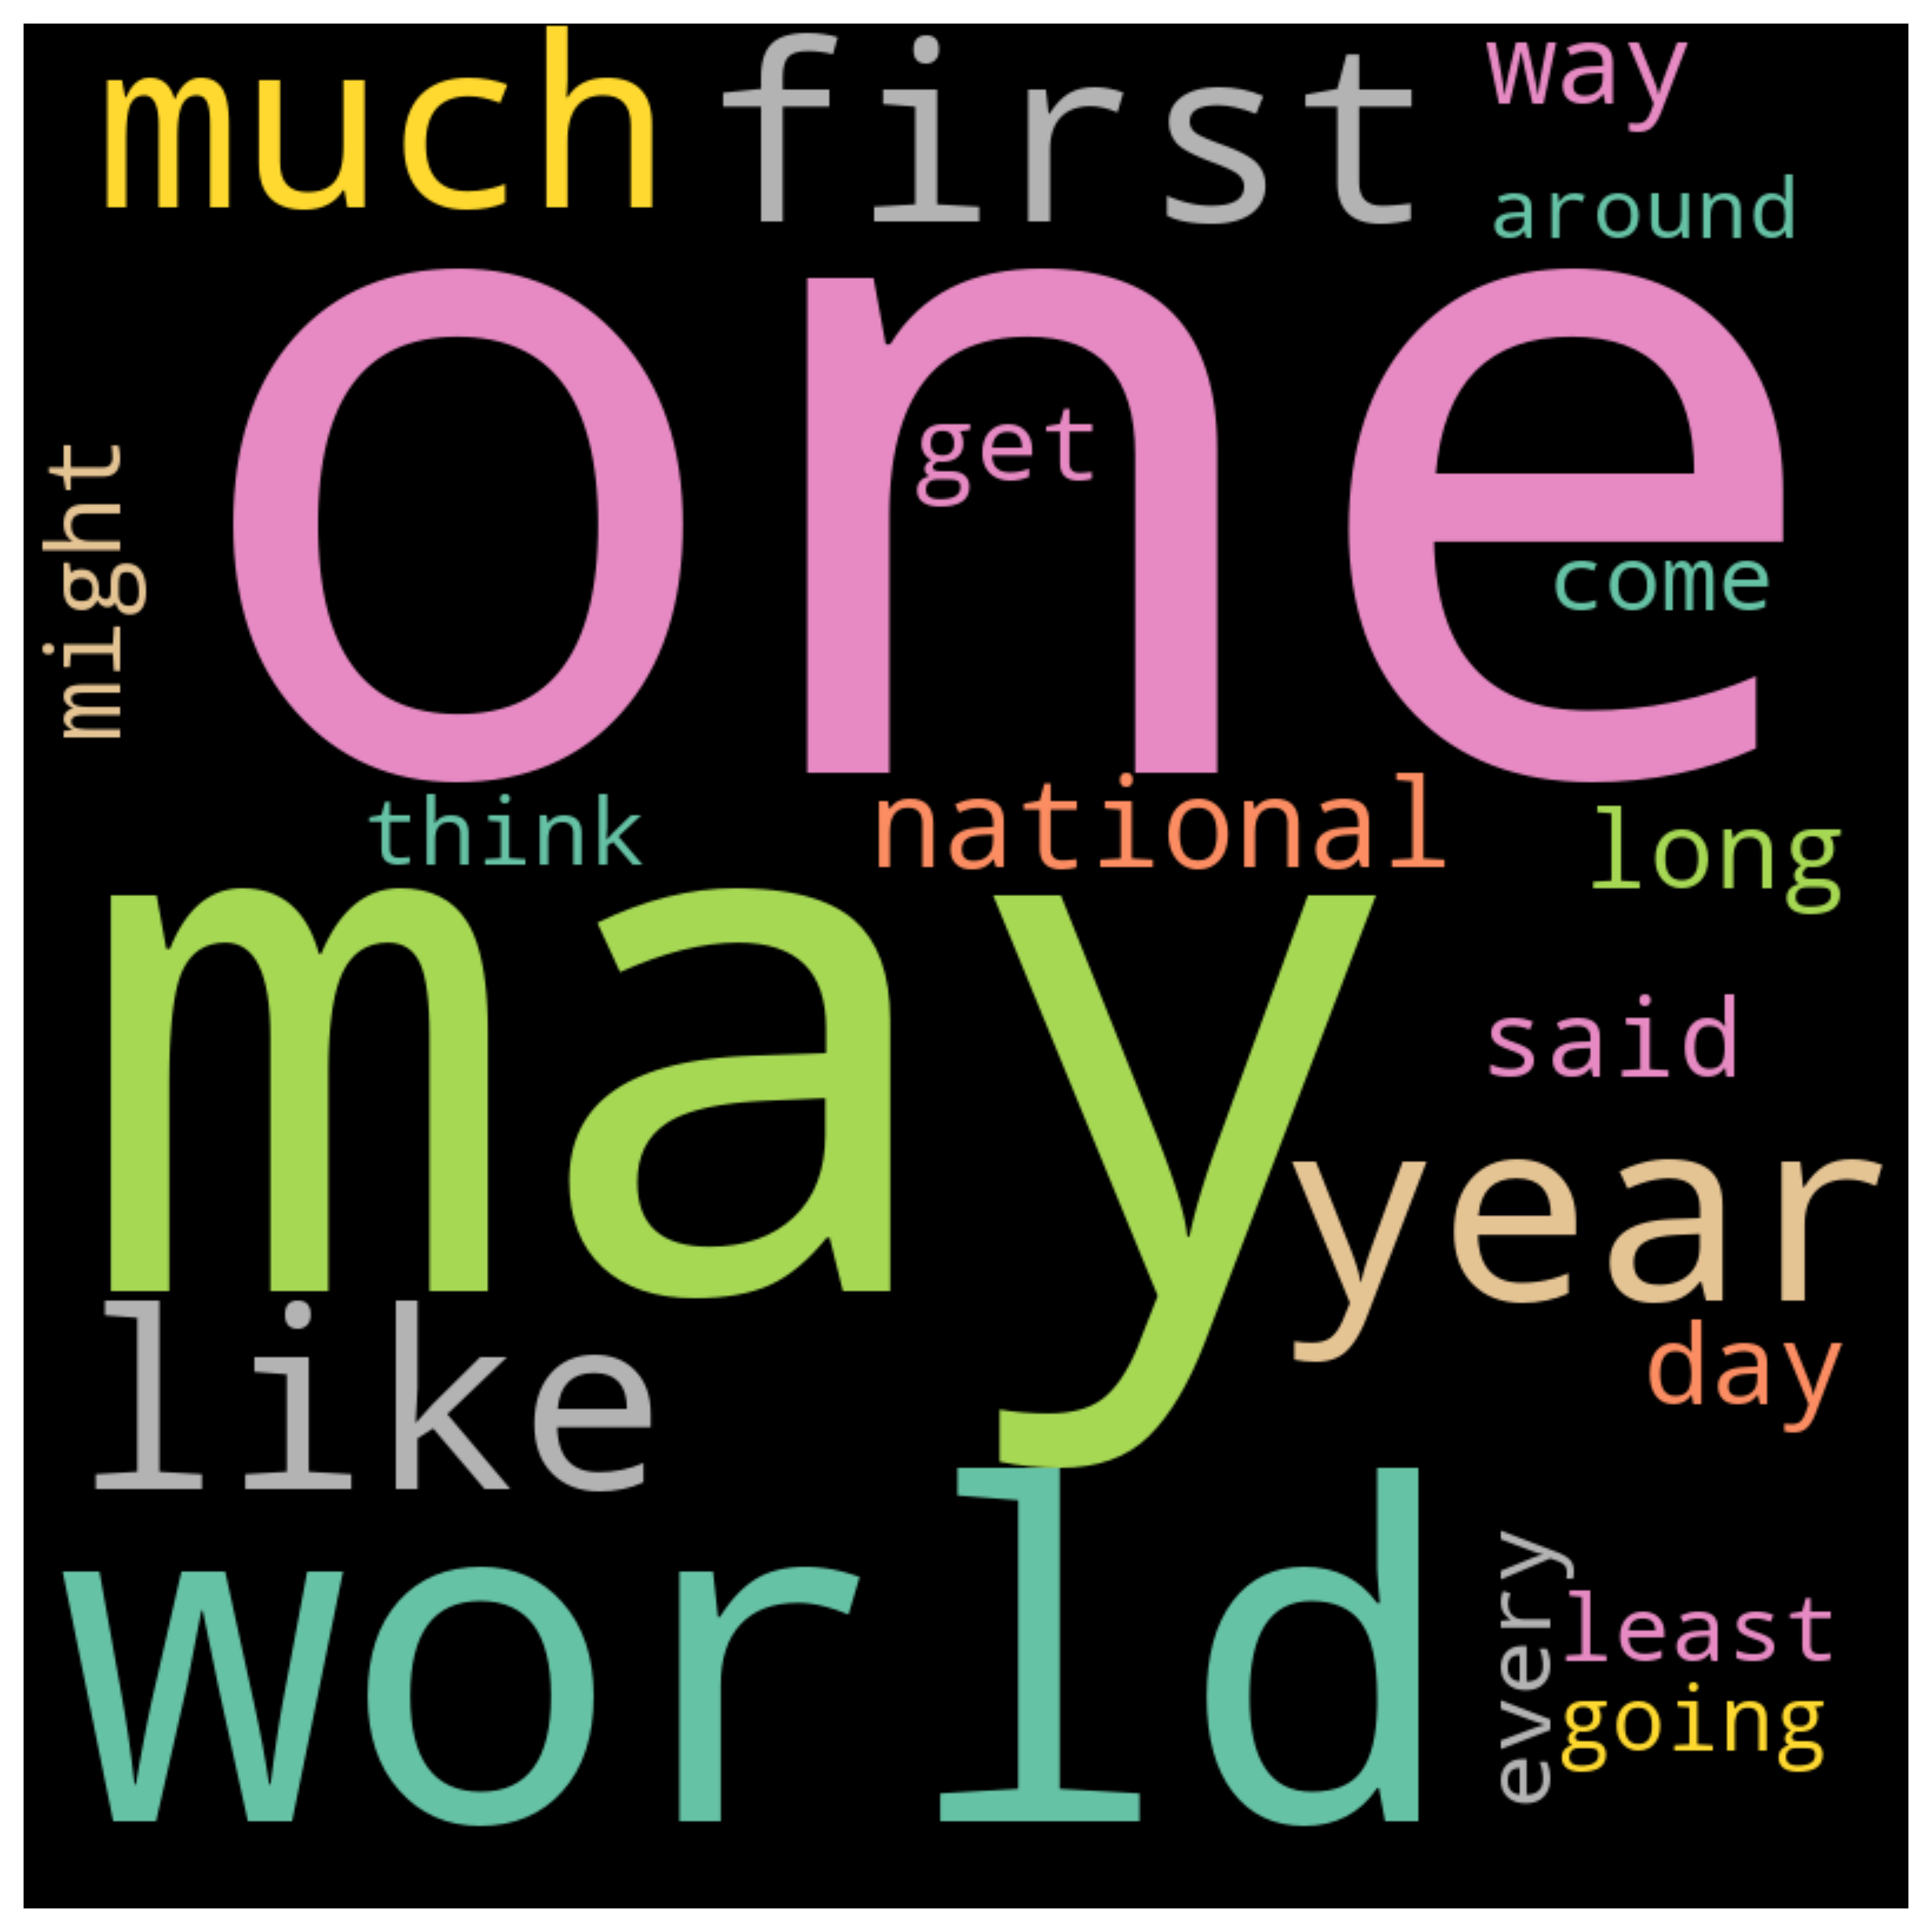 much first way
around
one
get
might
come
think national long
may
said
year
like
day
world
every
least
going